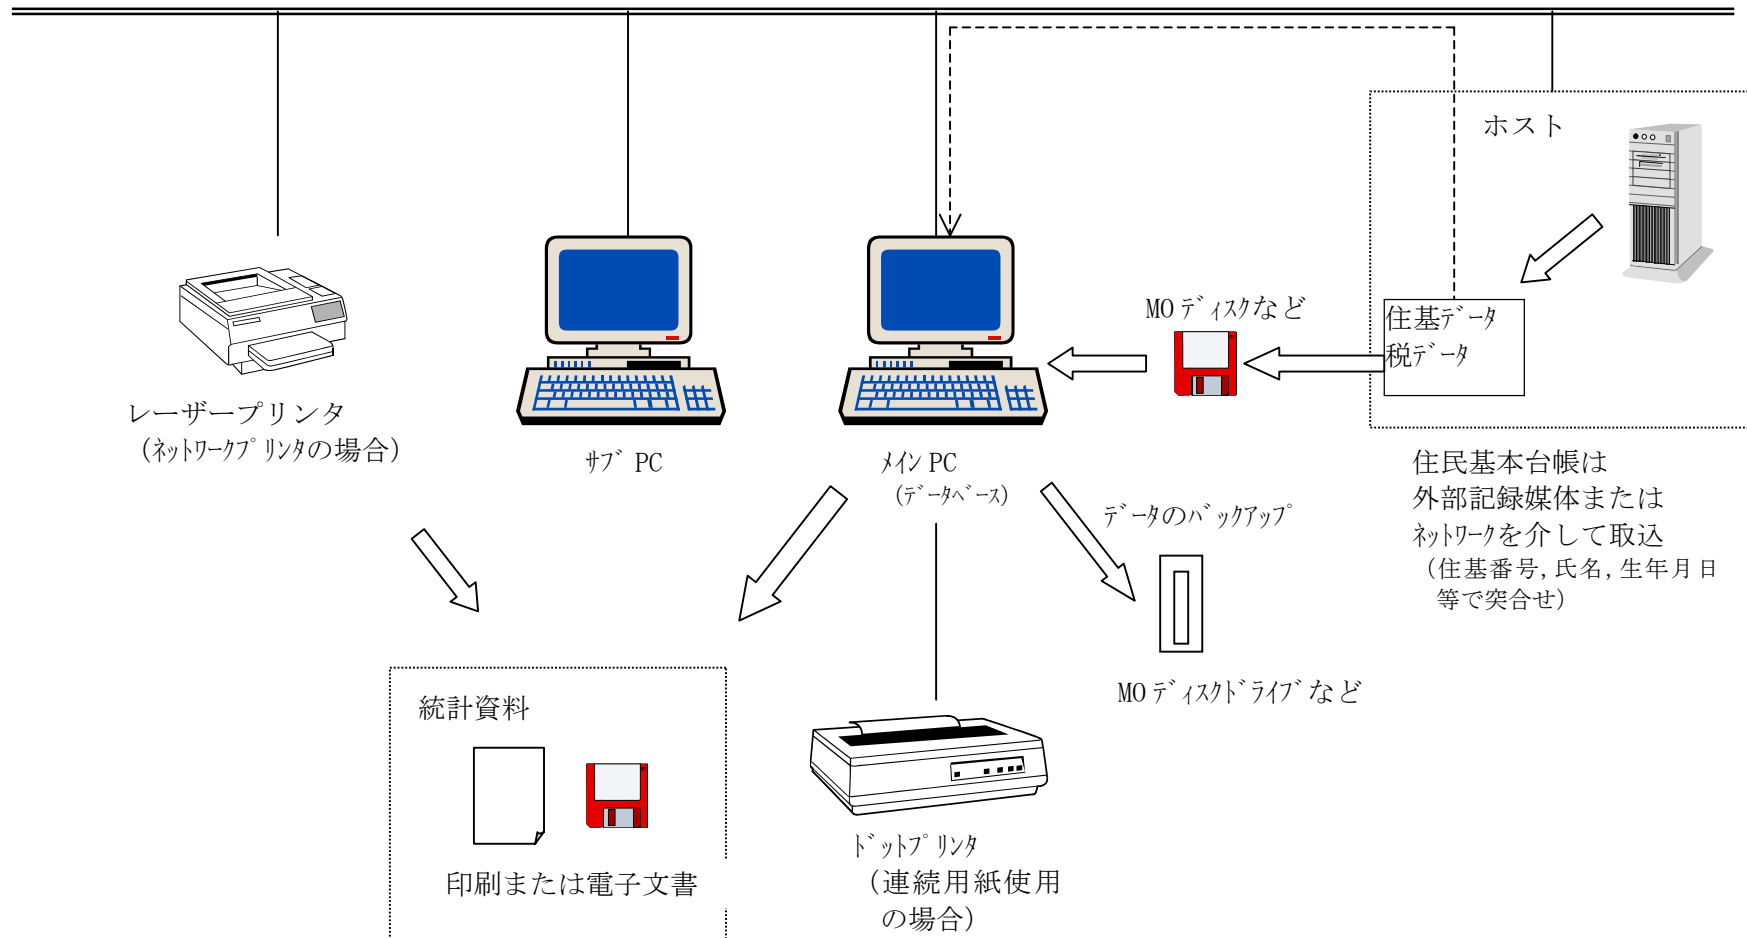 ホスト
MOディスクなど
住基データ
税データ
レーザープリンタ
（ネットワークプリンタの場合）
サブPC
メインPC
（データベース）
データのバックアップ
住民基本台帳は
外部記録媒体または
ネットワークを介して取込
（住基番号,氏名,生年月日
等で突合せ）
MOディスクドライブなど
統計資料
印刷または電子文書
ドットプリンタ
（連続用紙使用
の場合）